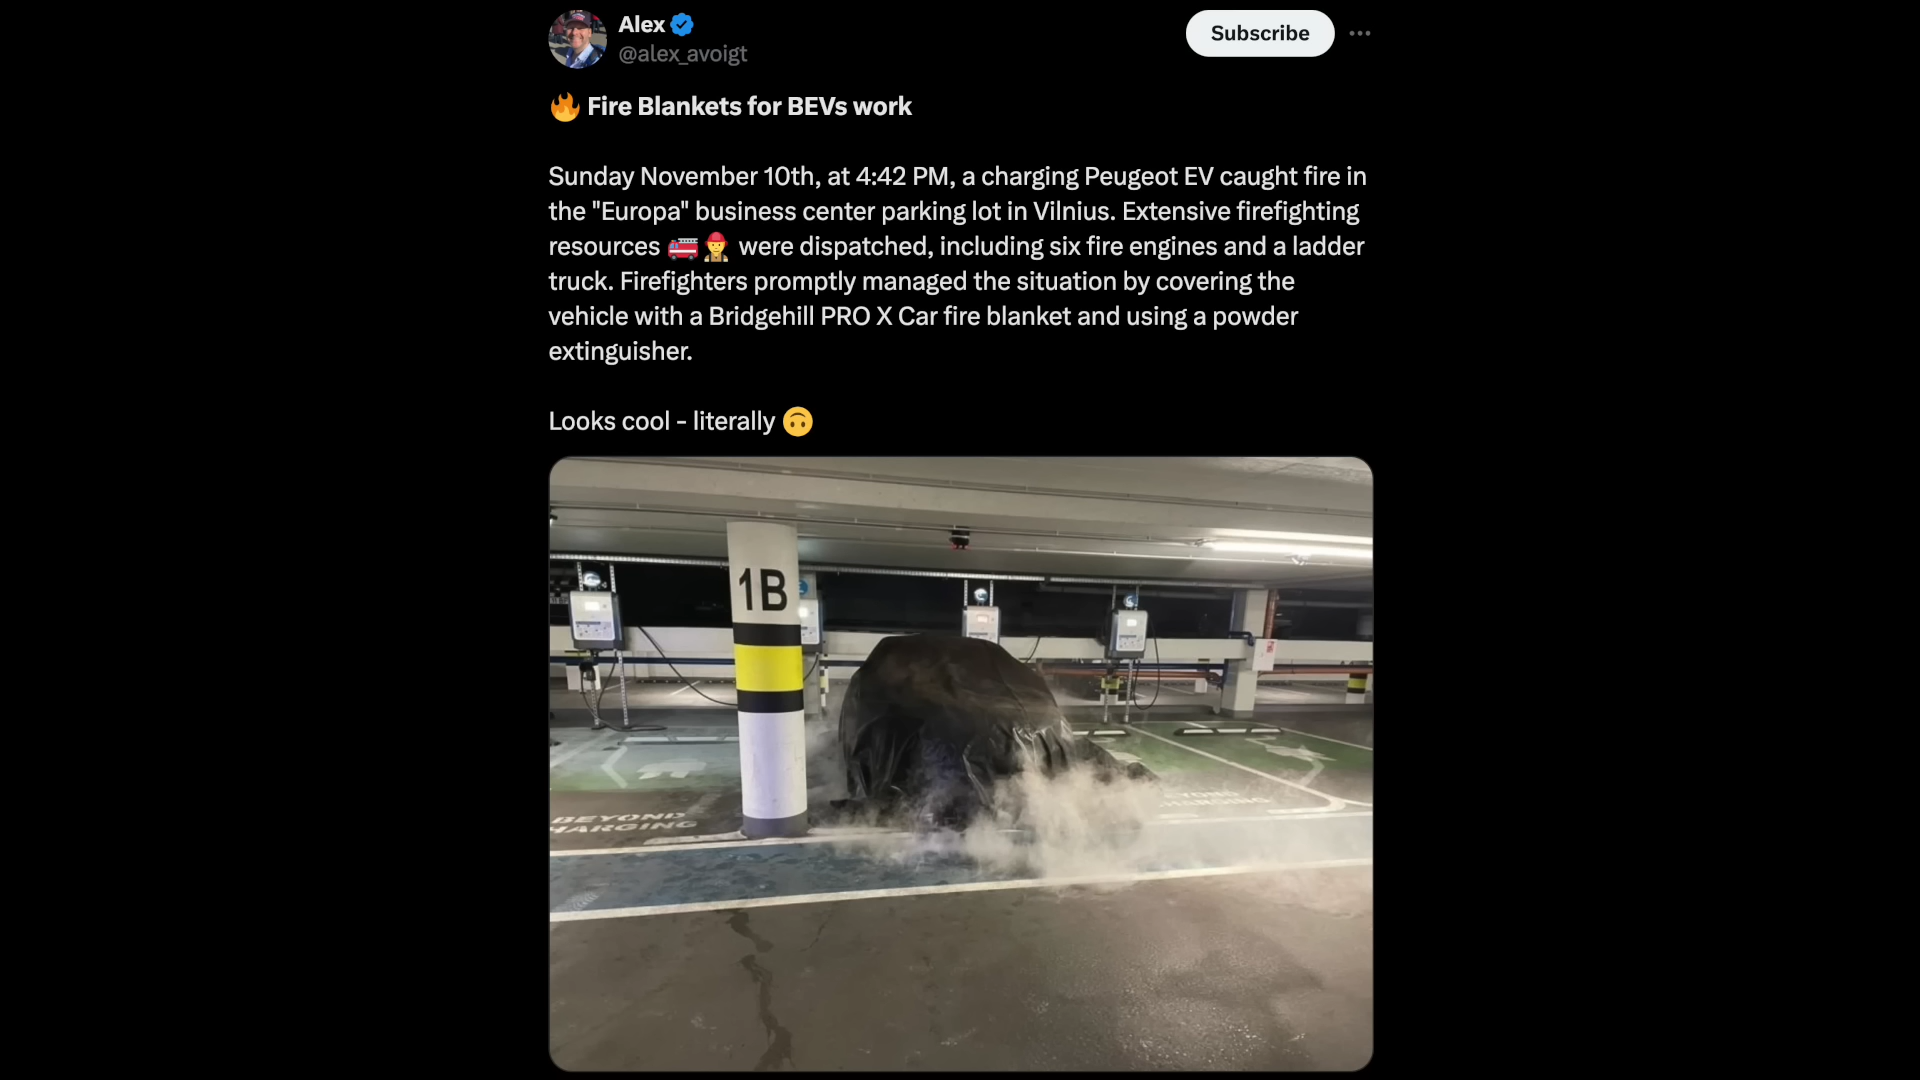 Alex
@alex_avoigt
Subscribe
🔥 Fire Blankets for BEVs work
Sunday November 10th, at 4:42 PM, a charging Peugeot EV caught fire in
the "Europa" business center parking lot in Vilnius. Extensive firefighting
resources 🚒🧑‍🚒 were dispatched, including six fire engines and a ladder
truck. Firefighters promptly managed the situation by covering the
vehicle with a Bridgehill PRO X Car fire blanket and using a powder
extinguisher.
Looks cool - literally 🙃
1B
BEYOND
CHARGING